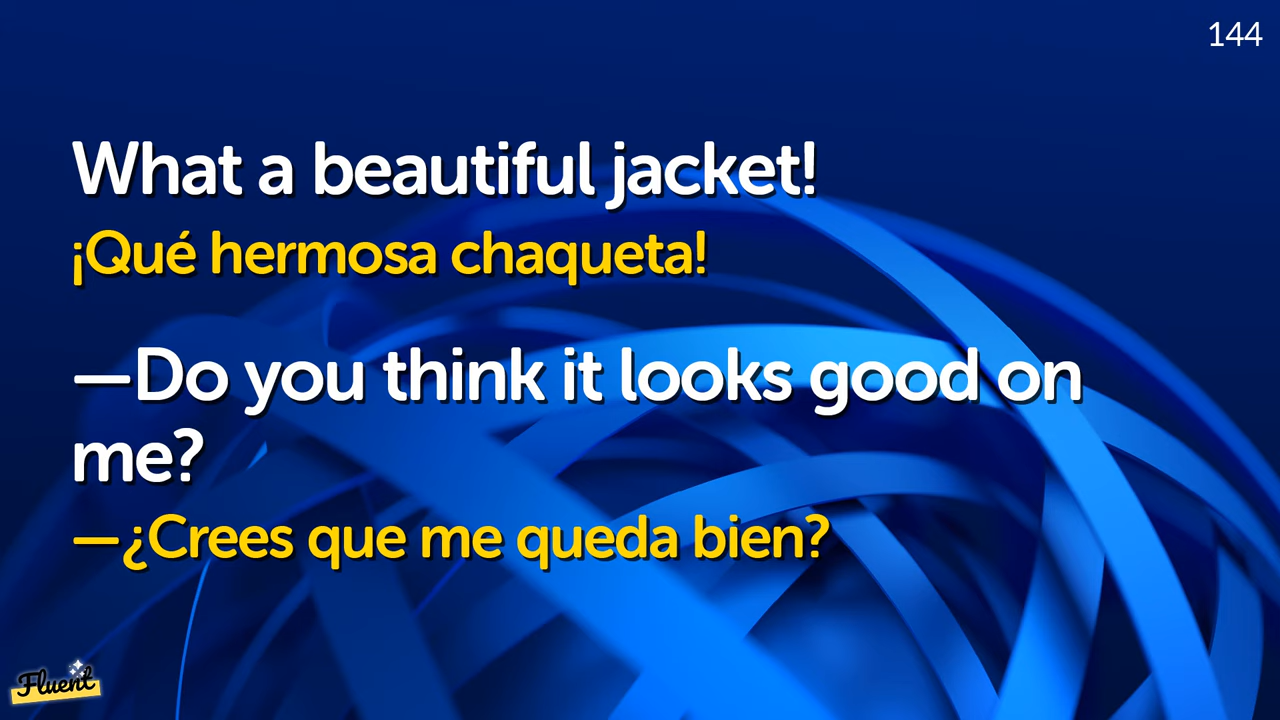 144
What a beautiful jacket!
¡Qué hermosa chaqueta!
—Do you think it looks good on
me?
—¿Crees que me queda bien?
Fluent